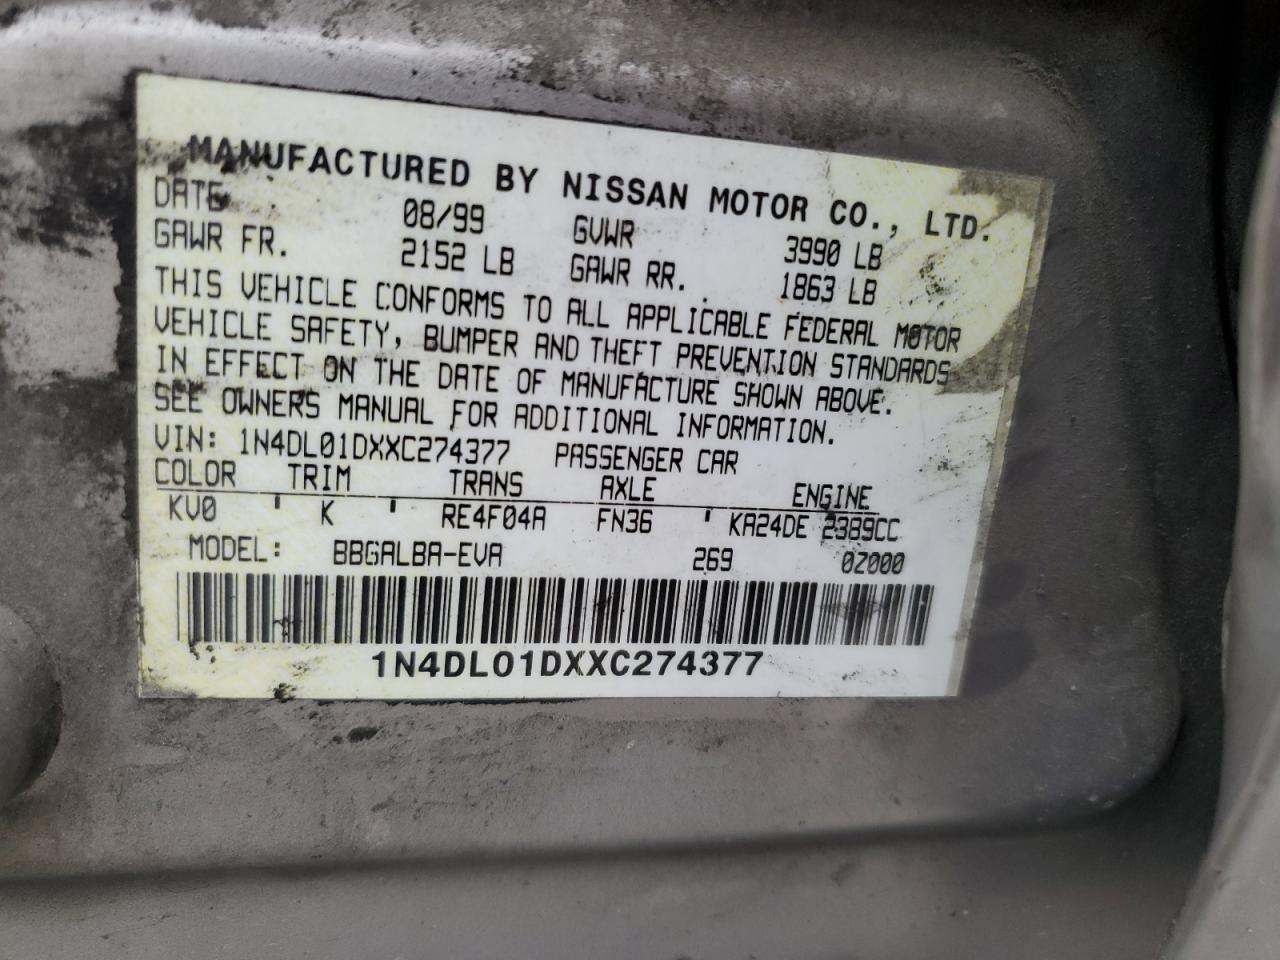 MANUFACTURED BY NISSAN MOTOR CO., LTD.
DATE 08/99 GVWR 3990 LB
GAWR FR. 2152 LB GAWR RR. 1863 LB
THIS VEHICLE CONFORMS TO ALL APPLICABLE FEDERAL MOTOR
VEHICLE SAFETY, BUMPER AND THEFT PREVENTION STANDARDS
IN EFFECT ON THE DATE OF MANUFACTURE SHOWN ABOVE.
SEE OWNERS MANUAL FOR ADDITIONAL INFORMATION.
VIN: 1N4DL01DXXC274377 PASSENGER CAR
COLOR TRIM TRANS AXLE ENGINE
KV0 ' K ' RE4F04A FN36 ' KA24DE 2389CC
MODEL: BBGALBA-EVA 269 0Z000
1N4DL01DXXC274377